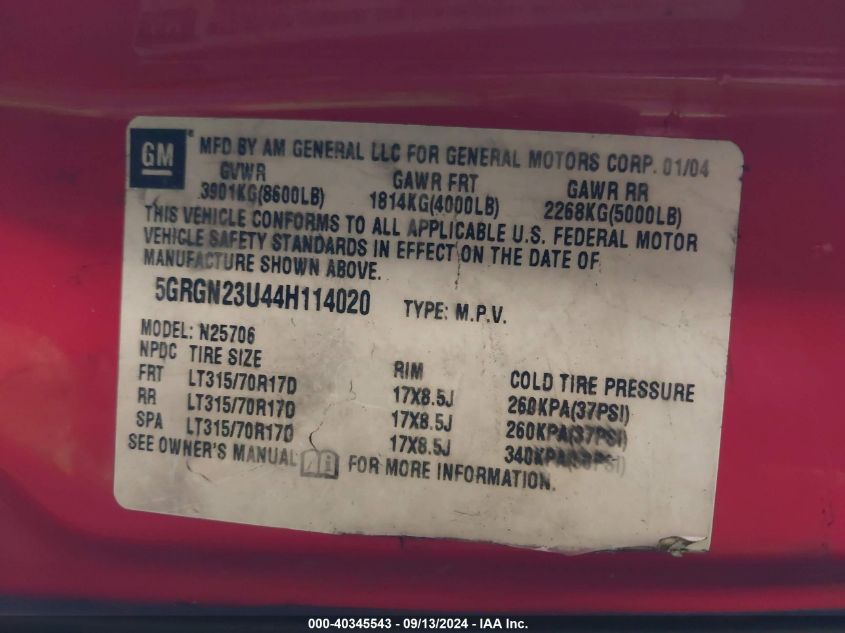 GM ® MFD BY AM GENERAL LLC FOR GENERAL MOTORS CORP. 01/04
GVWR GAWR FRT GAWR RR
3901KG(8600LB) 1814KG(4000LB) 2268KG(5000LB)
THIS VEHICLE CONFORMS TO ALL APPLICABLE U.S. FEDERAL MOTOR
VEHICLE SAFETY STANDARDS IN EFFECT ON THE DATE OF
MANUFACTURE SHOWN ABOVE.
5GRGN23U44H114020 TYPE: M.P.V.
MODEL: N25706
NPDC TIRE SIZE RIM COLD TIRE PRESSURE
FRT LT315/70R17D 17X8.5J 260KPA(37PSI)
RR LT315/70R17D 17X8.5J 260KPA(37PSI)
SPA LT315/70R17D 17X8.5J 340KPA
SEE OWNER'S MANUAL FOR MORE INFORMATION.
000-40345543 - 09/13/2024 - IAA Inc.